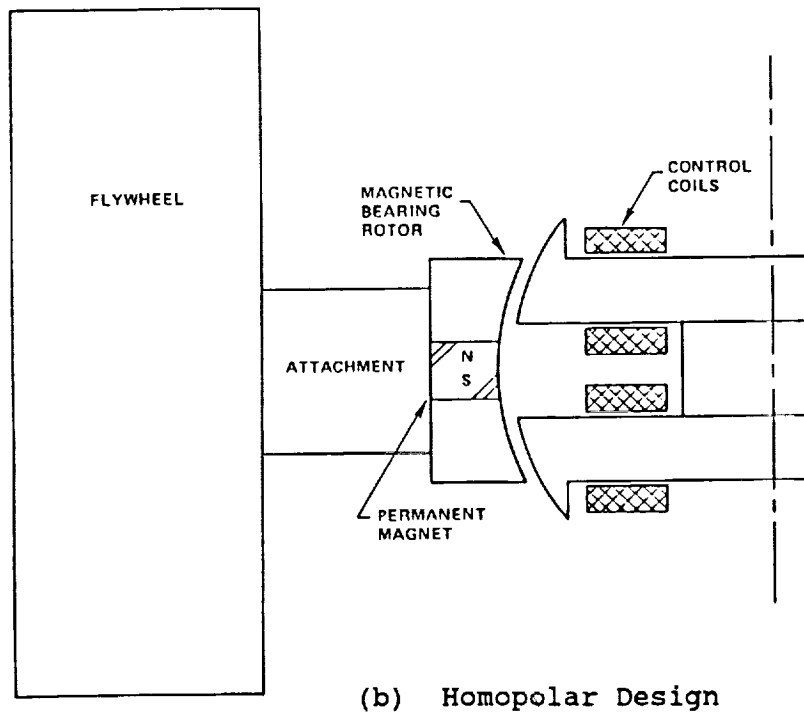 FLYWHEEL
MAGNETIC
BEARING
ROTOR
CONTROL
COILS
ATTACHMENT
N
S
PERMANENT
MAGNET
(b) Homopolar Design